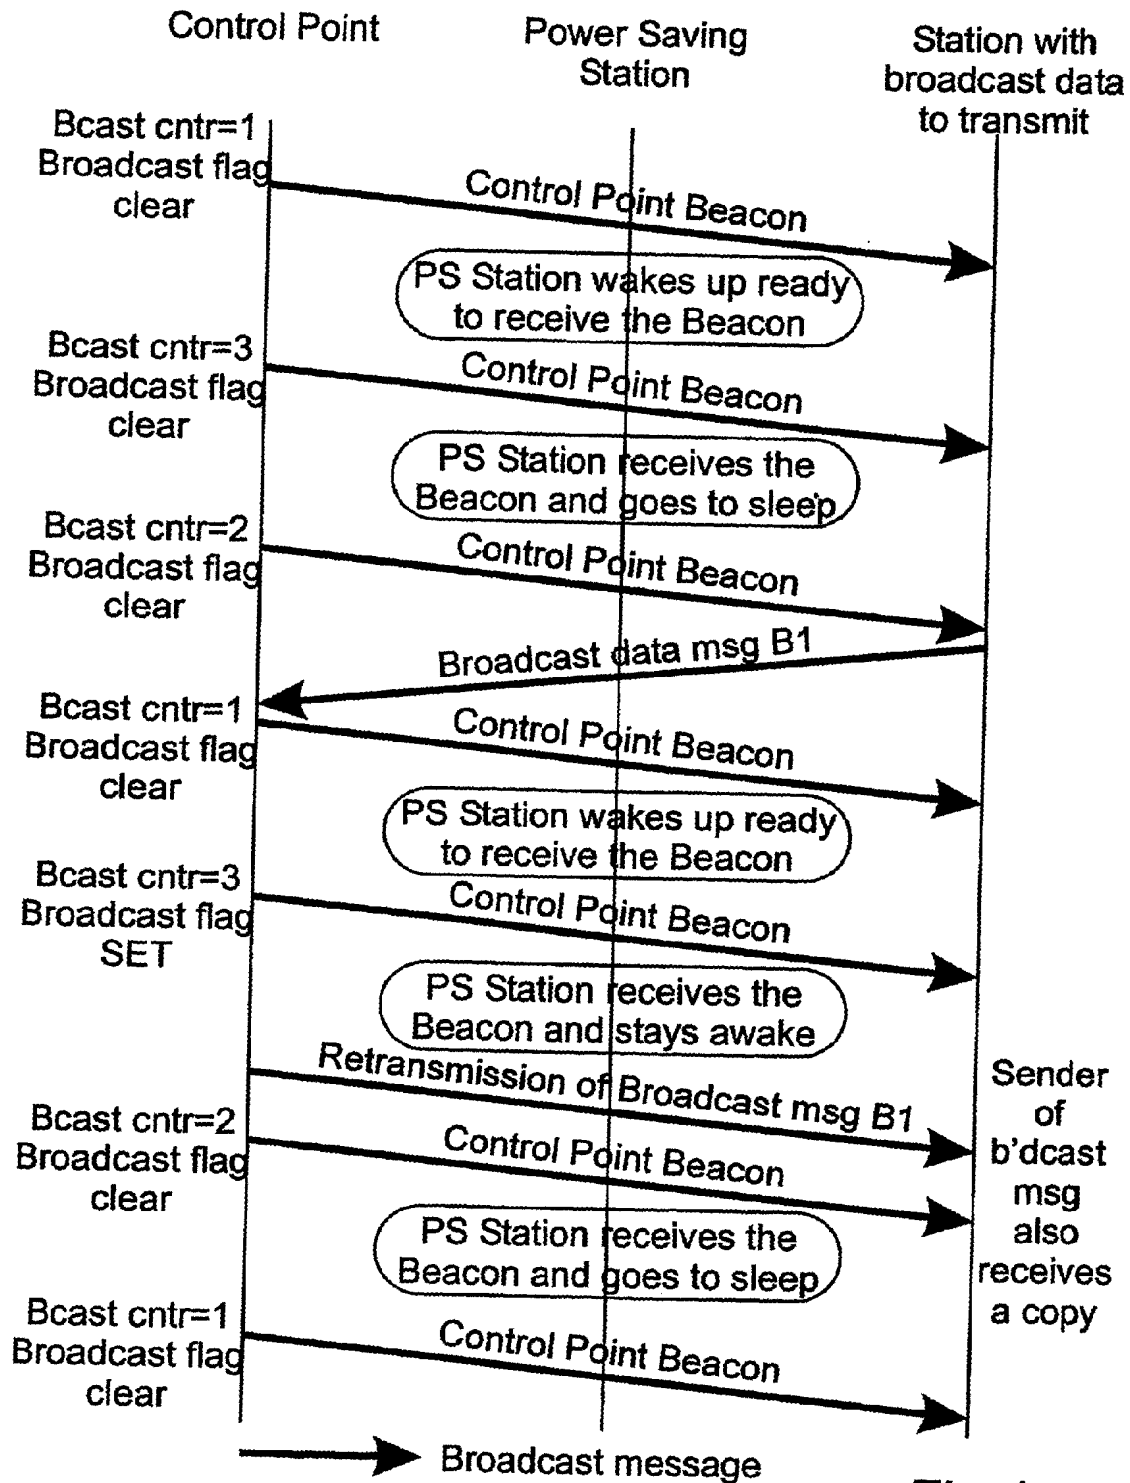 Control Point
Power Saving
Station
Station with
broadcast data
to transmit
Bcast cntr=1
Broadcast flag
clear
Control Point Beacon
PS Station wakes up ready
to receive the Beacon
Bcast cntr=3
Broadcast flag
clear
Control Point Beacon
PS Station receives the
Beacon and goes to sleep
Bcast cntr=2
Broadcast flag
clear
Control Point Beacon
Broadcast data msg B1
Bcast cntr=1
Broadcast flag
clear
Control Point Beacon
PS Station wakes up ready
to receive the Beacon
Bcast cntr=3
Broadcast flag
SET
Control Point Beacon
PS Station receives the
Beacon and stays awake
Retransmission of Broadcast msg B1
Sender
of
b'dcast
msg
also
receives
a copy
Bcast cntr=2
Broadcast flag
clear
Control Point Beacon
PS Station receives the
Beacon and goes to sleep
Bcast cntr=1
Broadcast flag
clear
Control Point Beacon
Broadcast message